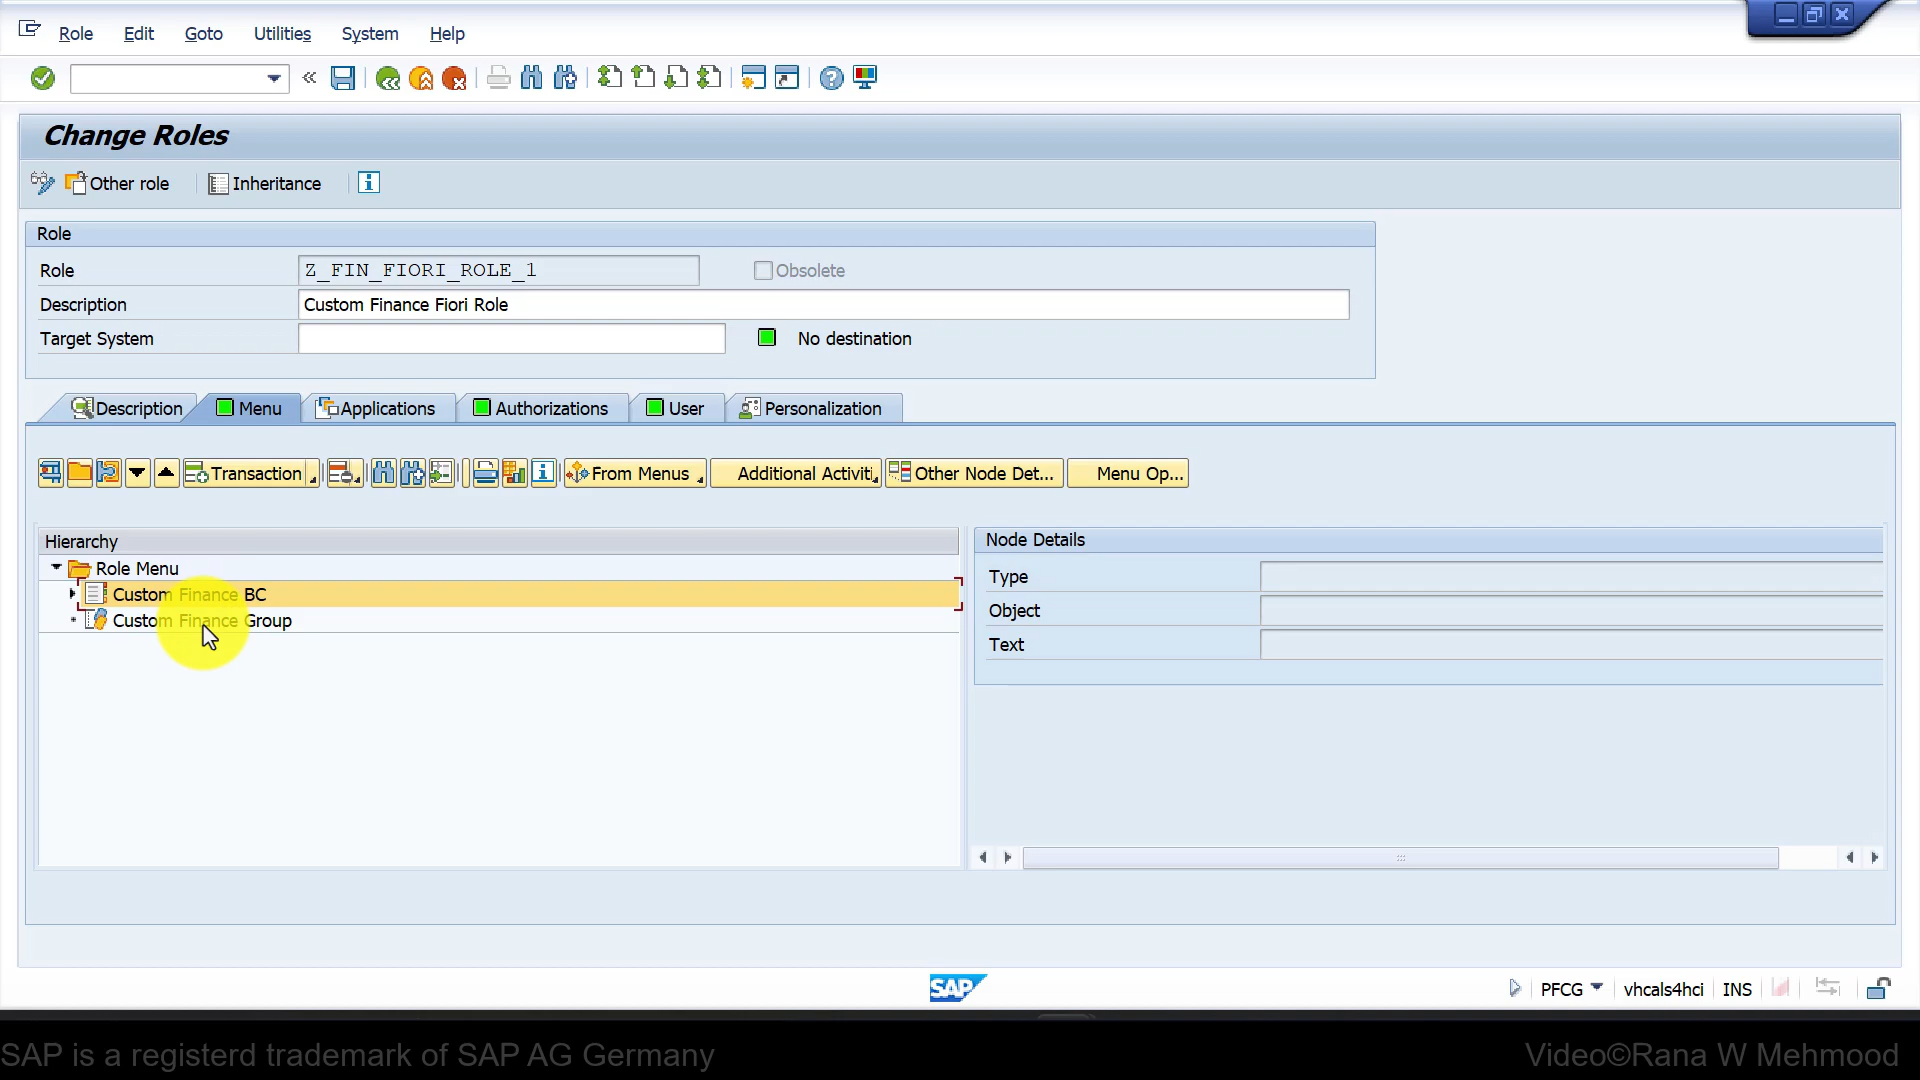 Role Edit Goto Utilities System Help
Change Roles
Other role Inheritance
Role
Role Z_FIN_FIORI_ROLE_1 Obsolete
Description Custom Finance Fiori Role
Target System No destination
Description Menu Applications Authorizations User Personalization
Transaction From Menus Additional Activiti Other Node Det... Menu Op...
Hierarchy
Role Menu
Custom Finance BC
Custom Finance Group
Node Details
Type
Object
Text
SAP PFCG vhcals4hci INS
SAP is a registerd trademark of SAP AG Germany
Video©Rana W Mehmood